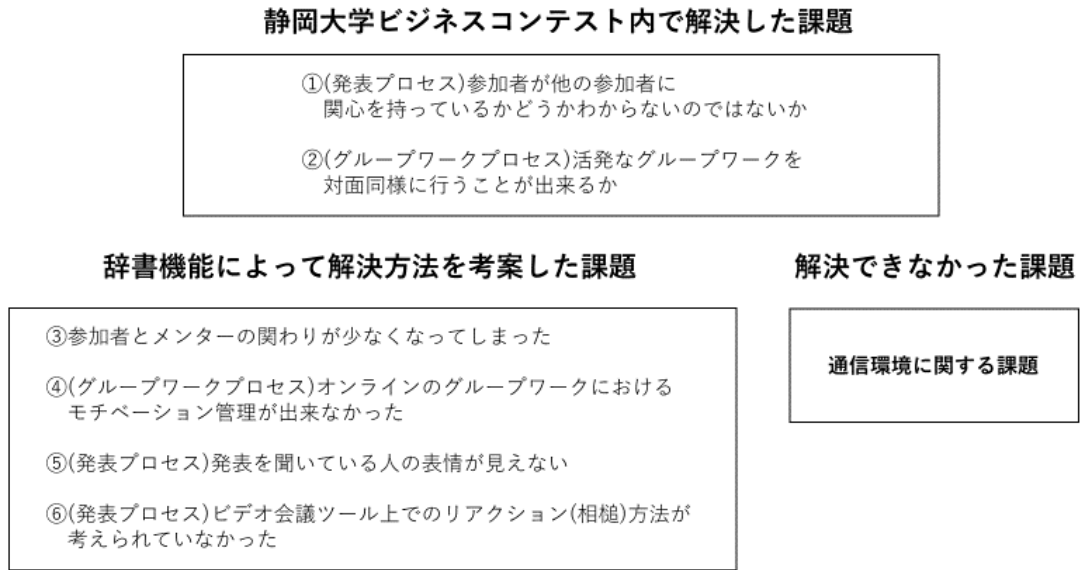 静岡大学ビジネスコンテスト内で解決した課題
①(発表プロセス)参加者が他の参加者に
関心を持っているかどうかわからないのではないか
②(グループワークプロセス)活発なグループワークを
対面同様に行うことが出来るか
辞書機能によって解決方法を考案した課題
③参加者とメンターの関わりが少なくなってしまった
④(グループワークプロセス)オンラインのグループワークにおける
モチベーション管理が出来なかった
⑤(発表プロセス)発表を聞いている人の表情が見えない
⑥(発表プロセス)ビデオ会議ツール上でのリアクション(相槌)方法が
考えられていなかった
解決できなかった課題
通信環境に関する課題